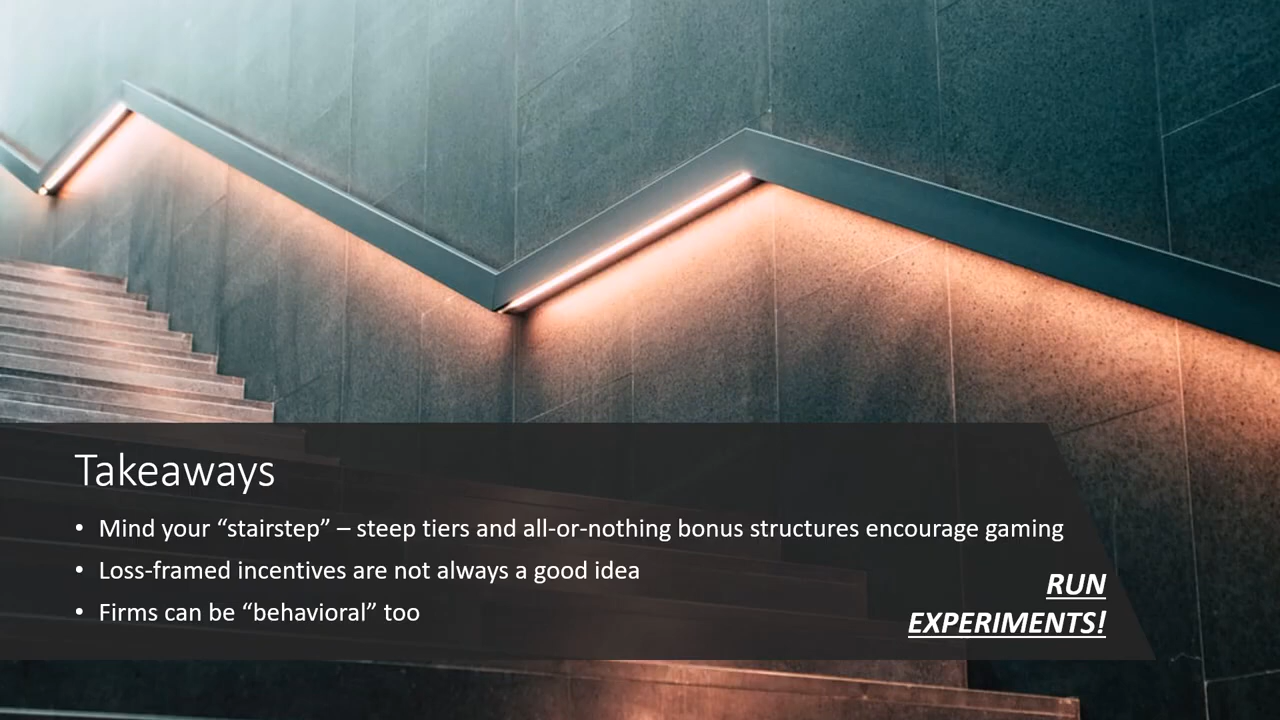 Takeaways
• Mind your “stairstep” – steep tiers and all-or-nothing bonus structures encourage gaming
• Loss-framed incentives are not always a good idea
• Firms can be “behavioral” too
RUN
EXPERIMENTS!